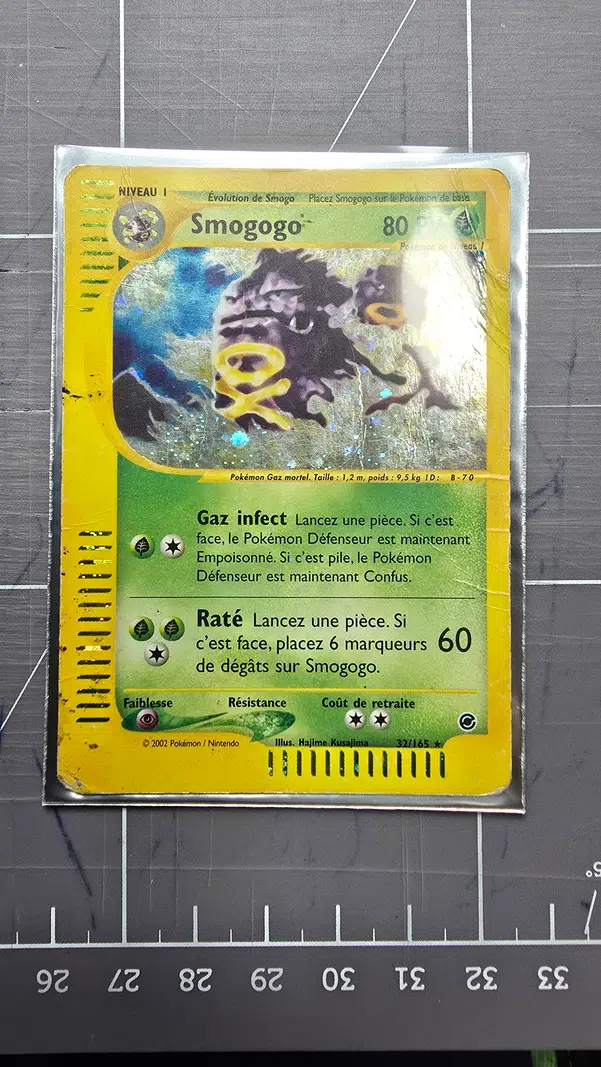 NIVEAU 1
Évolution de Smogo Placez Smogogo sur le Pokémon de base
Smogogo 80
Pokémon de Niveau 1
Pokémon Gaz mortel. Taille : 1,2 m, poids : 9,5 kg ID : B-70
Gaz infect Lancez une pièce. Si c'est
face, le Pokémon Défenseur est maintenant
Empoisonné. Si c'est pile, le Pokémon
Défenseur est maintenant Confus.
Raté Lancez une pièce. Si
c'est face, placez 6 marqueurs 60
de dégâts sur Smogogo.
Faiblesse Résistance Coût de retraite
© 2002 Pokémon / Nintendo Illus. Hajime Kusajima 32/165 ★
26 27 28 29 30 31 32 33